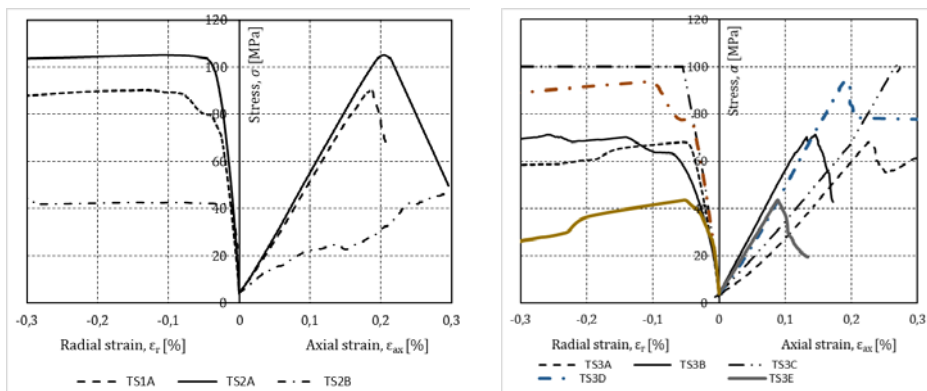 120
100
80
60
40
20
0
Stress, σ [MPa]
-0,3 -0,2 -0,1 0 0,1 0,2 0,3
Radial strain, εr [%] Axial strain, εax [%]
TS1A TS2A TS2B
120
100
80
60
40
20
0
Stress, σ [MPa]
-0,3 -0,2 -0,1 0 0,1 0,2 0,3
Radial strain, εr [%] Axial strain, εax [%]
TS3A TS3B TS3C
TS3D TS3E